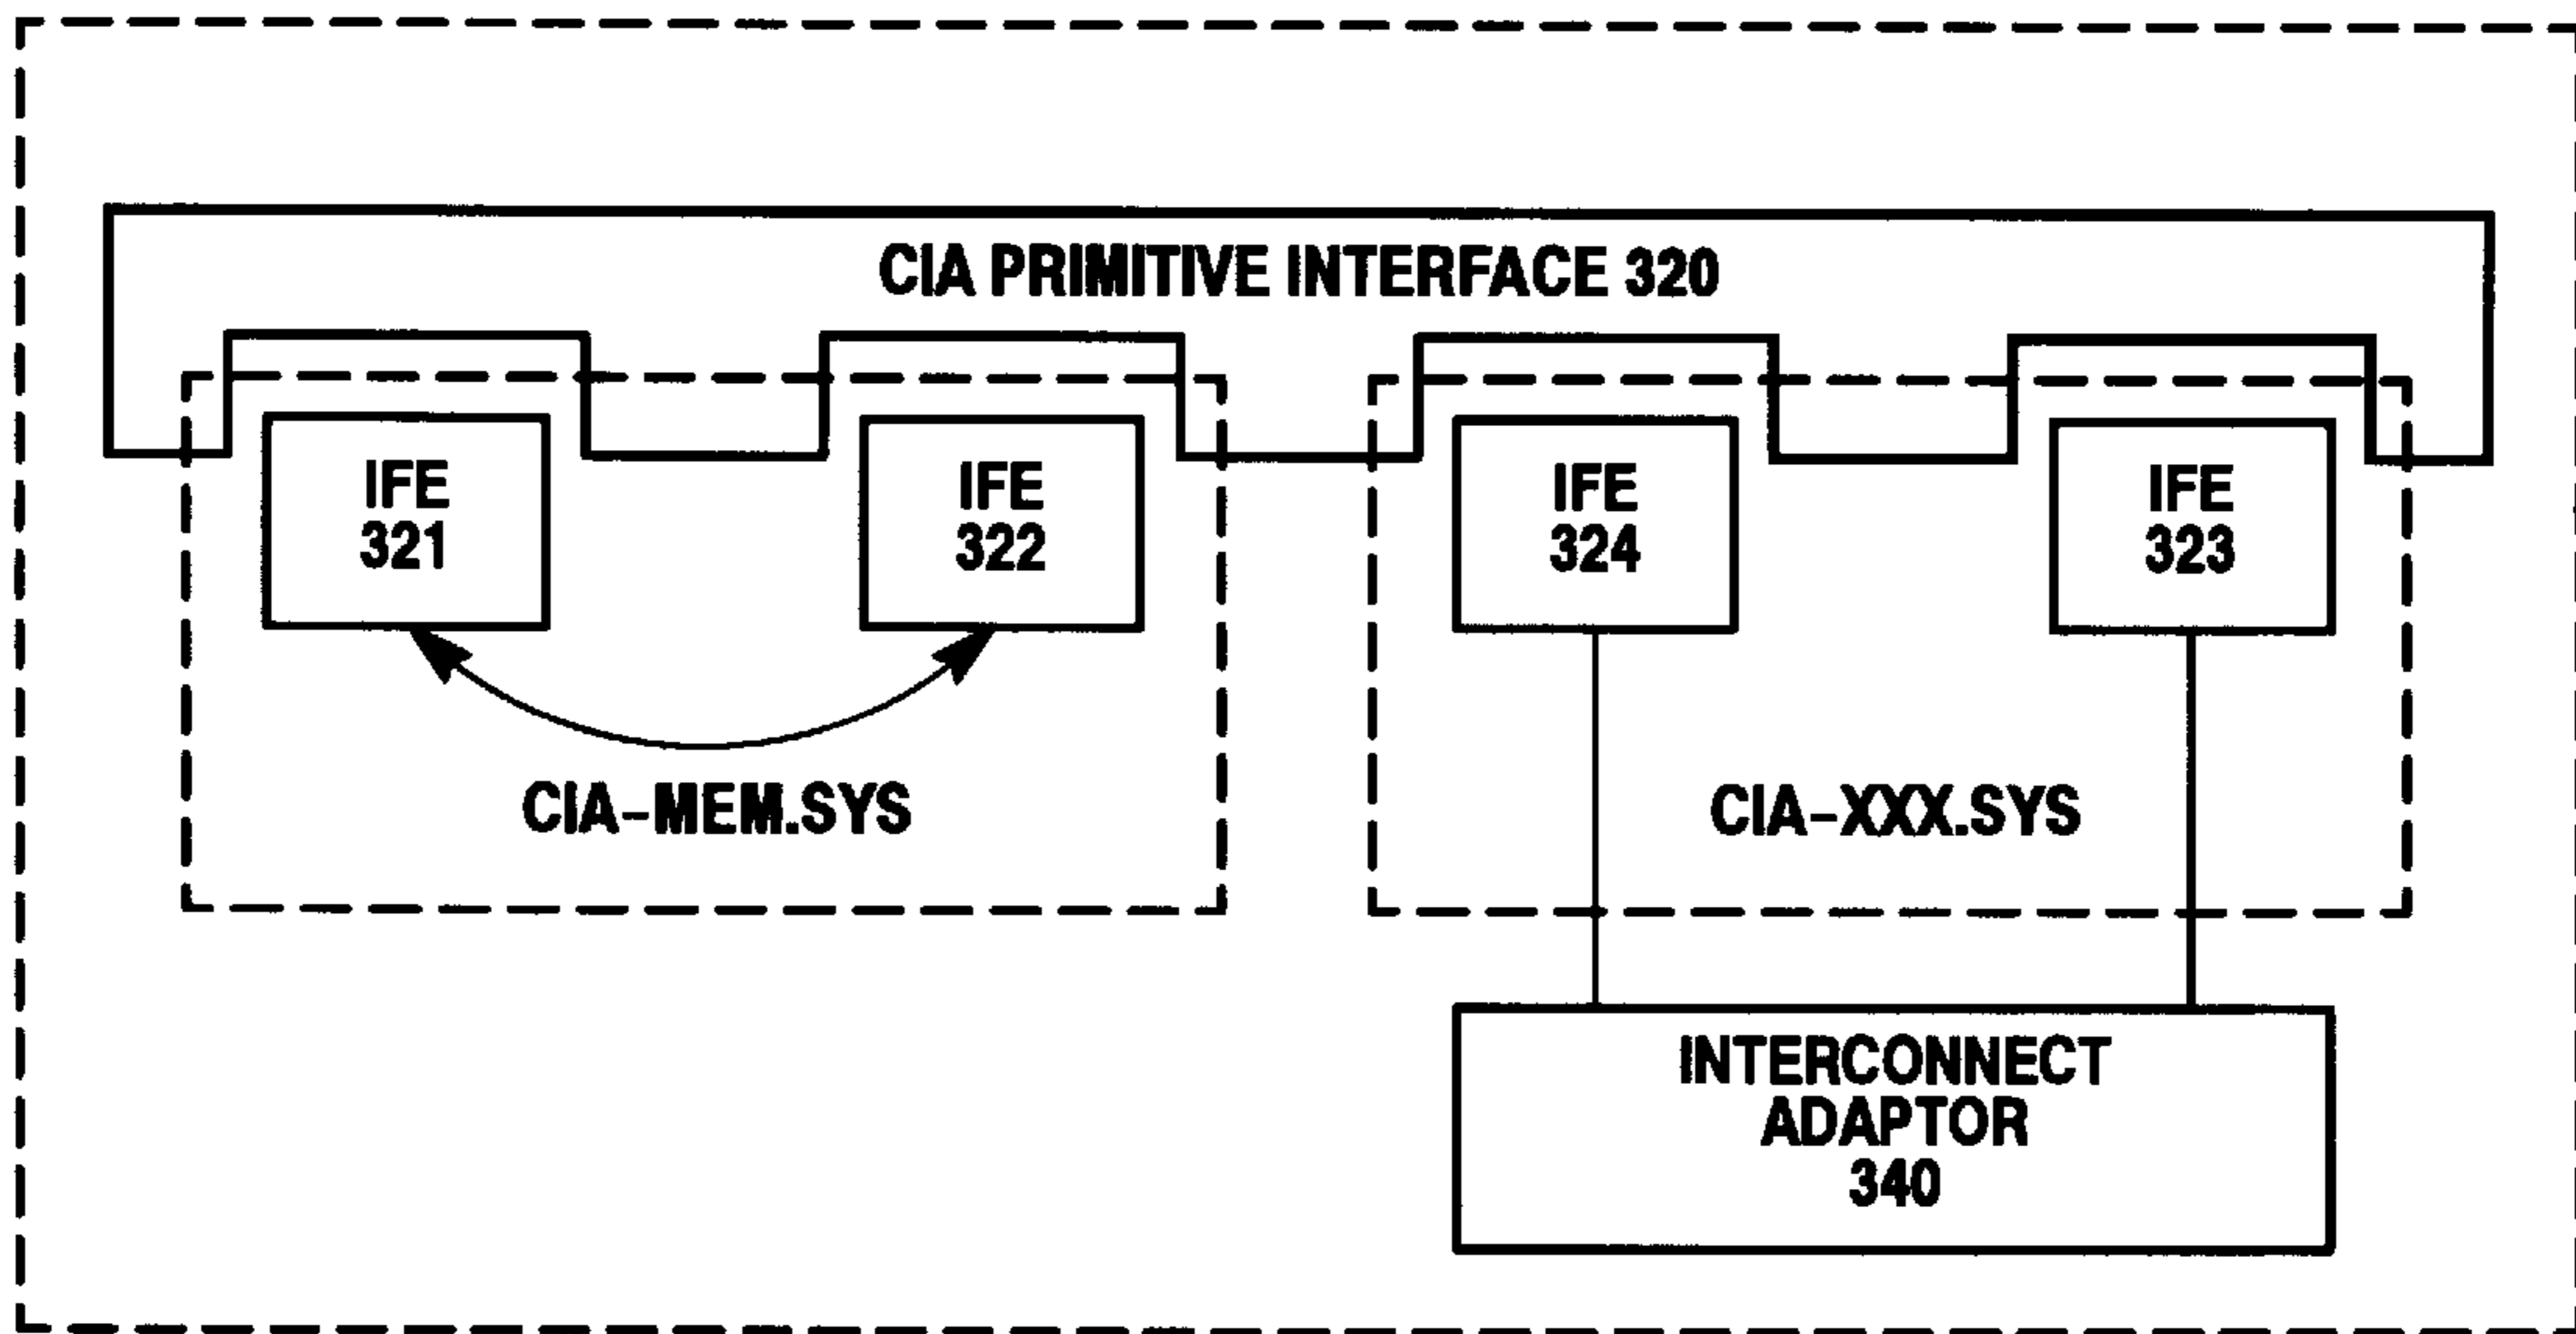 CIA PRIMITIVE INTERFACE 320
IFE
321
IFE
322
IFE
324
IFE
323
CIA-MEM.SYS
CIA-XXX.SYS
INTERCONNECT
ADAPTOR
340